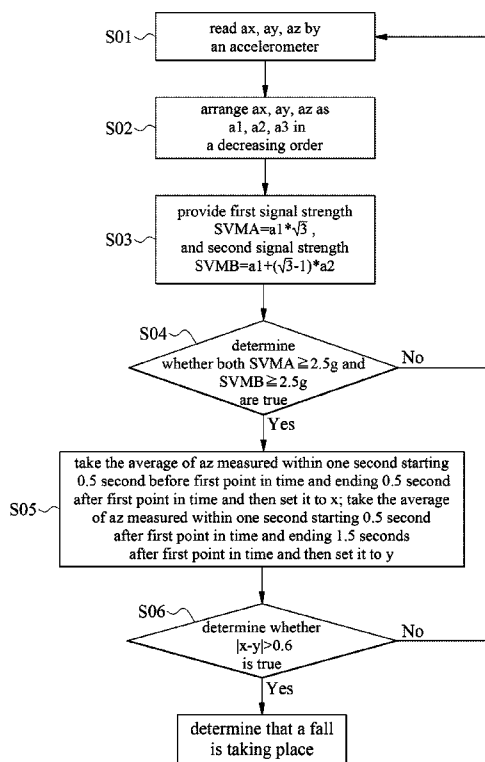 S01
read ax, ay, az by
an accelerometer
S02
arrange ax, ay, az as
a1, a2, a3 in
a decreasing order
S03
provide first signal strength
SVMA=a1*√3 ,
and second signal strength
SVMB=a1+(√3-1)*a2
S04
determine
whether both SVMA≧2.5g and
SVMB≧2.5g
are true
No
Yes
S05
take the average of az measured within one second starting
0.5 second before first point in time and ending 0.5 second
after first point in time and then set it to x; take the average
of az measured within one second starting 0.5 second
after first point in time and ending 1.5 seconds
after first point in time and then set it to y
S06
determine whether
|x-y|>0.6
is true
No
Yes
determine that a fall
is taking place